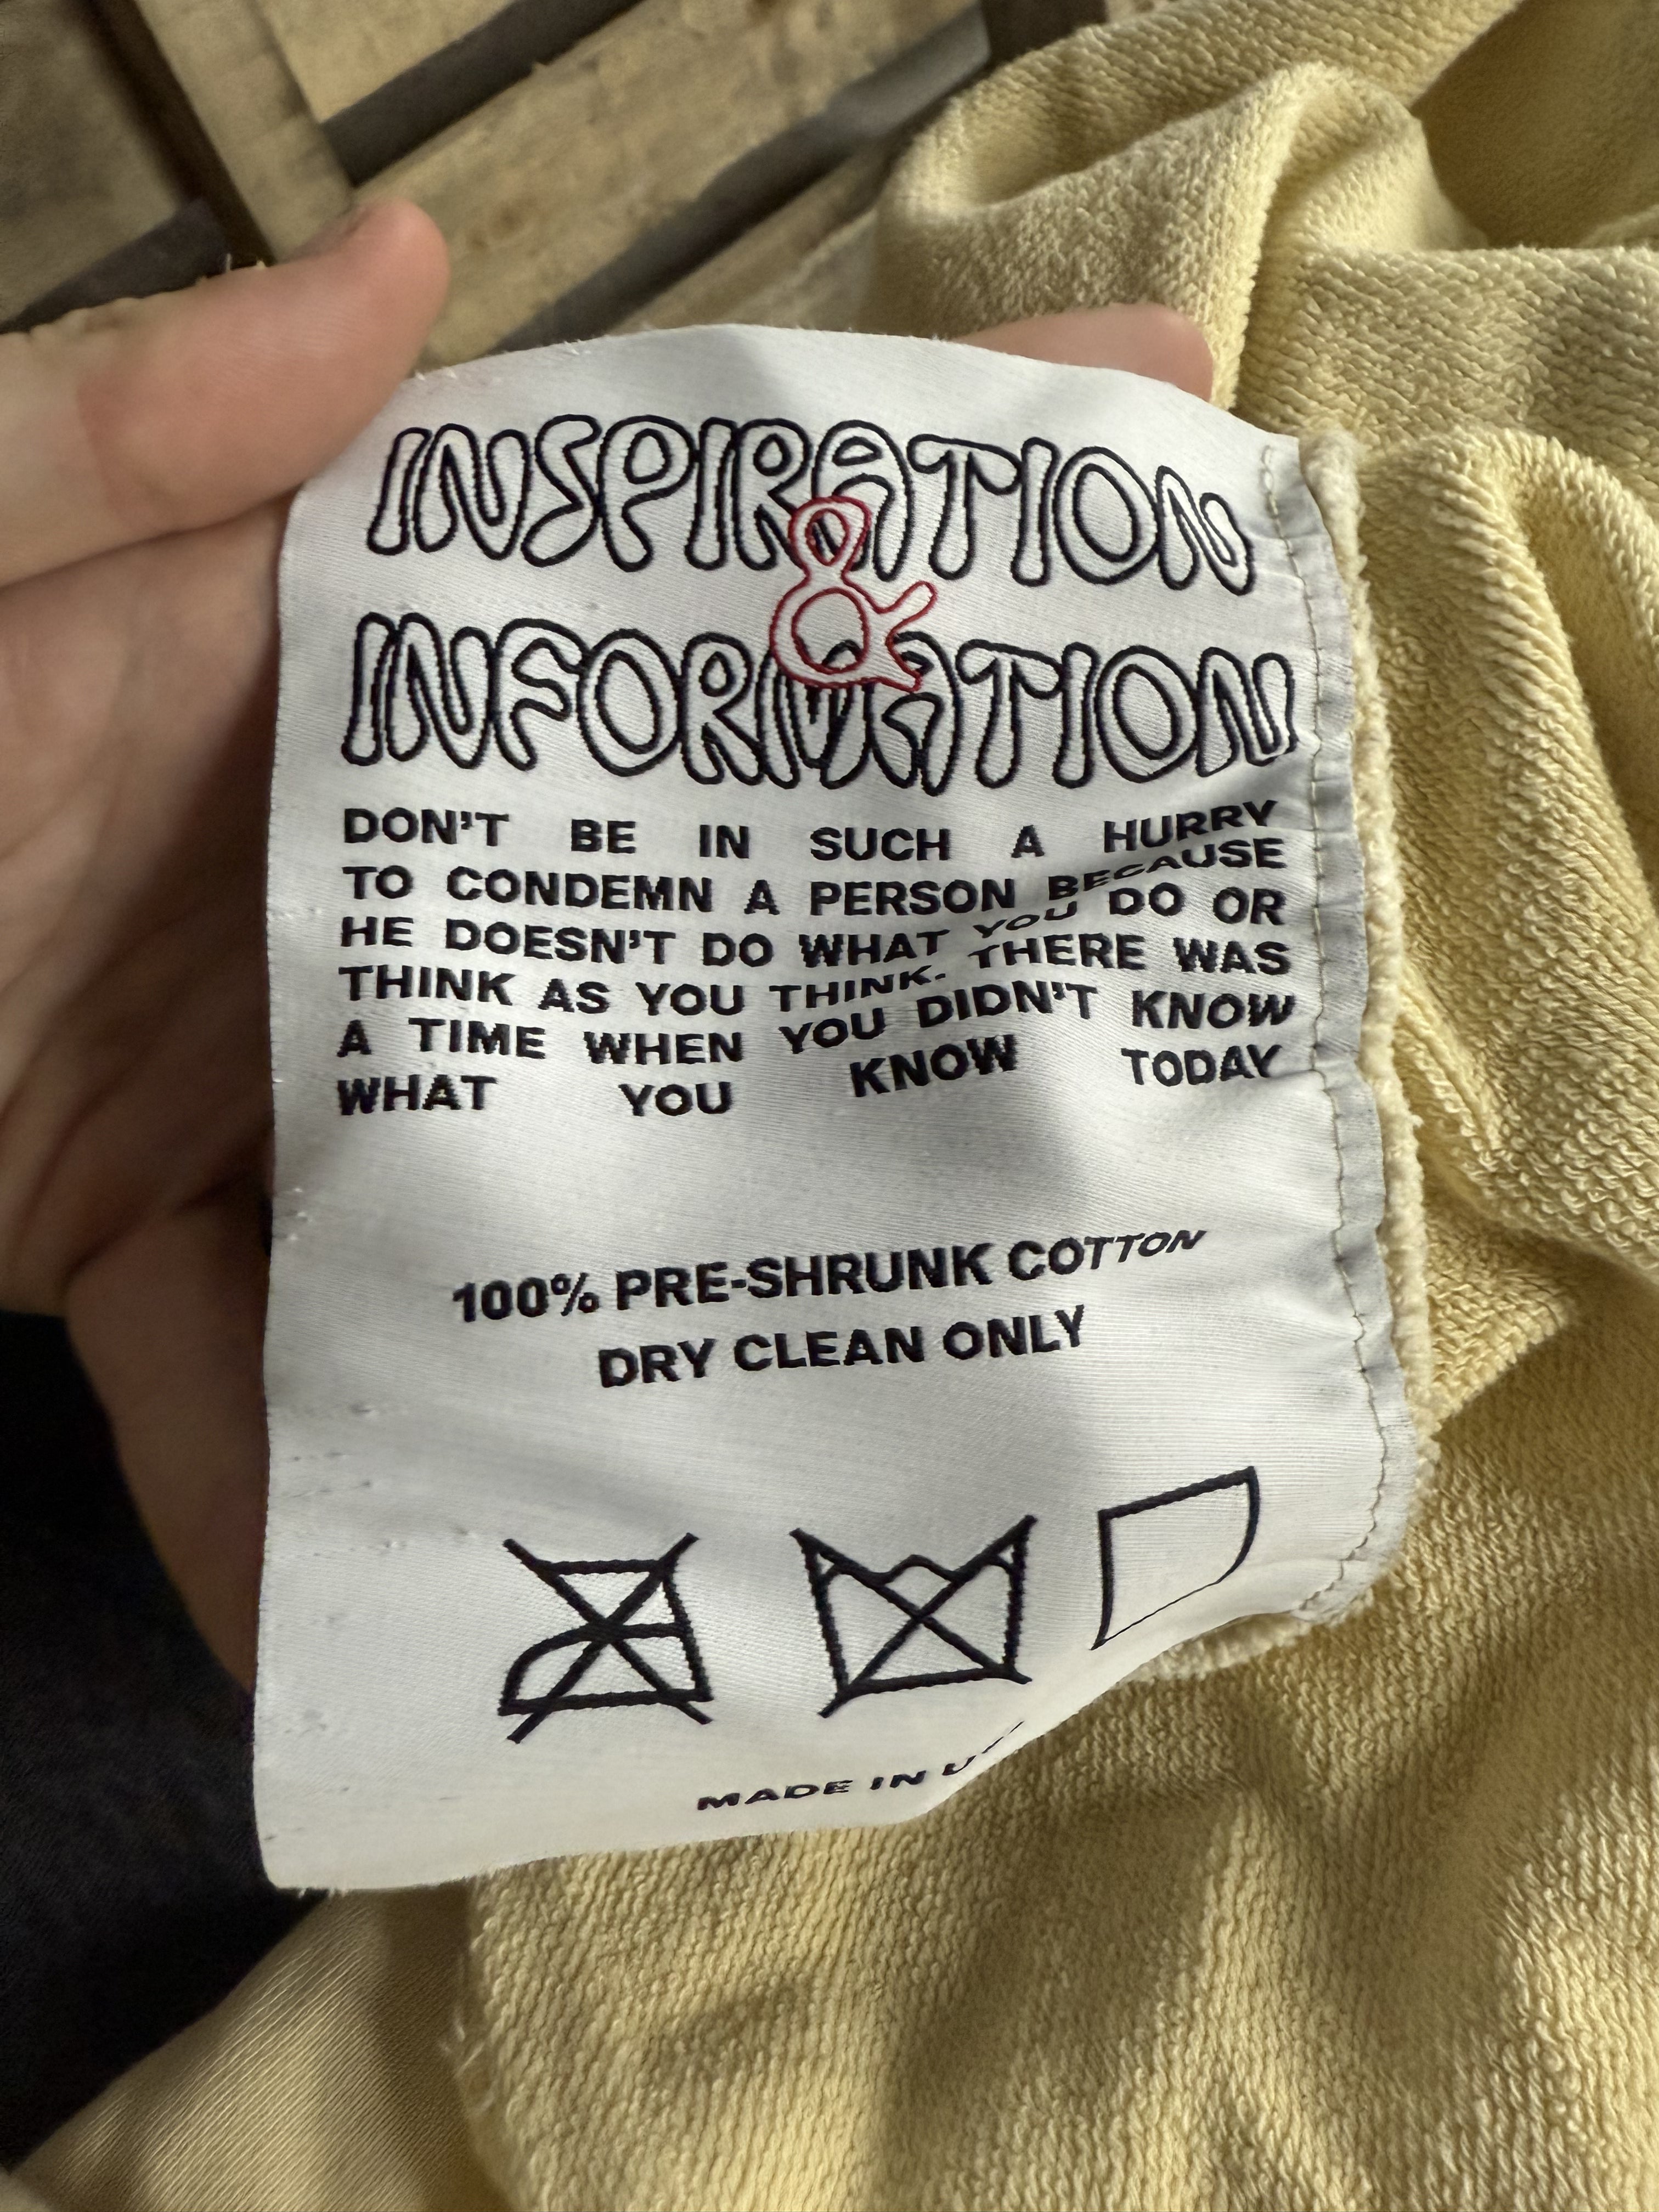 INSPIRATION
&
INFORMATION
DON'T BE IN SUCH A HURRY
TO CONDEMN A PERSON BECAUSE
HE DOESN'T DO WHAT YOU DO OR
THINK AS YOU THINK. THERE WAS
A TIME WHEN YOU DIDN'T KNOW
WHAT YOU KNOW TODAY
100% PRE-SHRUNK COTTON
DRY CLEAN ONLY
MADE IN